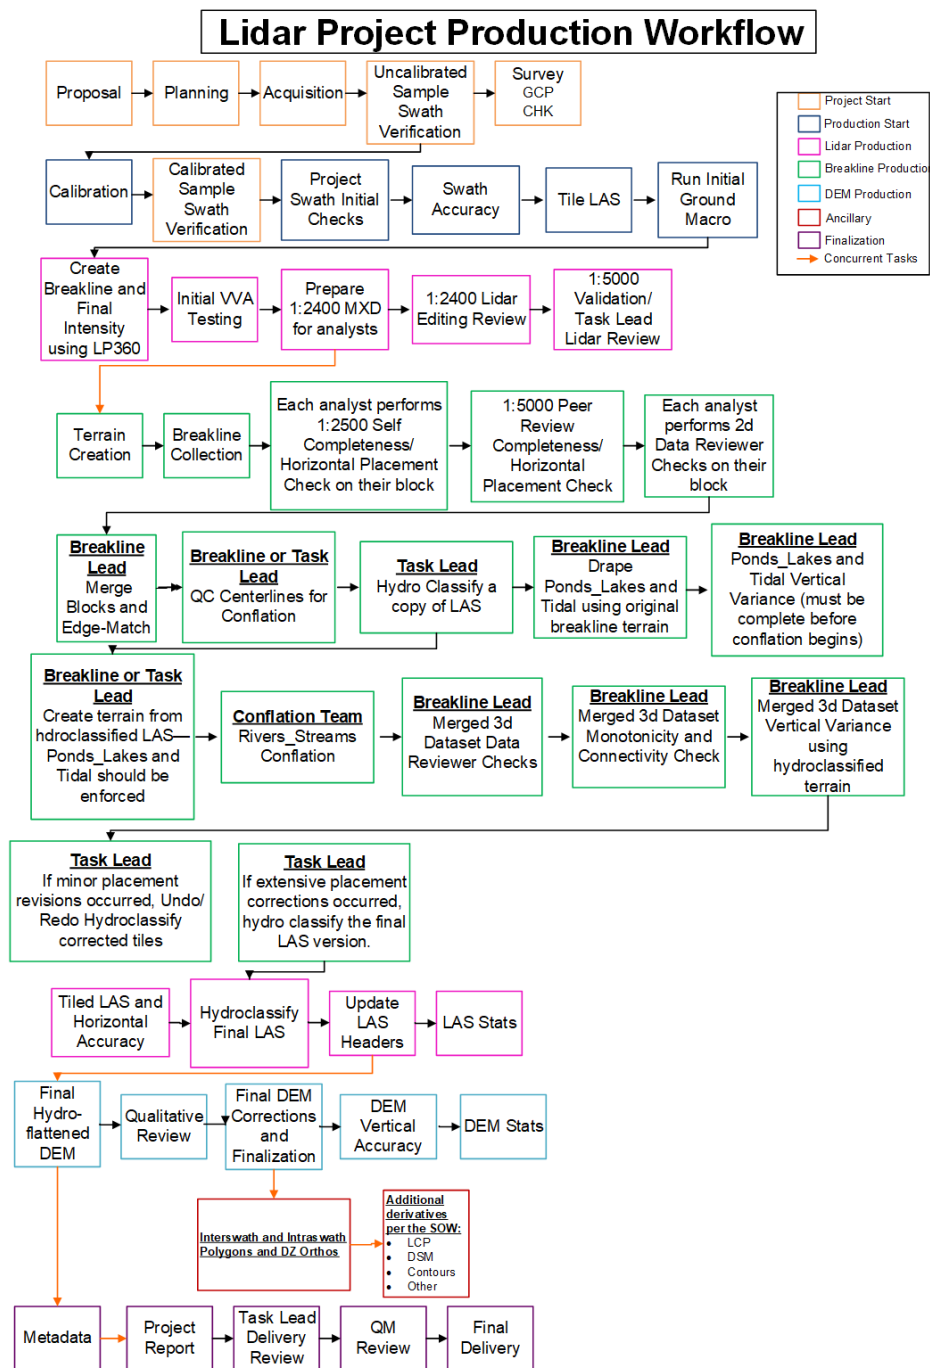 Lidar Project Production Workflow
Proposal
Planning
Acquisition
Uncalibrated
Sample
Swath
Verification
Survey
GCP
CHK
Project Start
Production Start
Lidar Production
Breakline Production
DEM Production
Ancillary
Finalization
Concurrent Tasks
Calibration
Calibrated
Sample
Swath
Verification
Project
Swath Initial
Checks
Swath
Accuracy
Tile LAS
Run Initial
Ground
Macro
Create
Breakline and
Final
Intensity
using LP360
Initial VVA
Testing
Prepare
1:2400 MXD
for analysts
1:2400 Lidar
Editing Review
1:5000
Validation/
Task Lead
Lidar Review
Terrain
Creation
Breakline
Collection
Each analyst performs
1:2500 Self
Completeness/
Horizontal Placement
Check on their block
1:5000 Peer
Review
Completeness/
Horizontal
Placement Check
Each analyst
performs 2d
Data Reviewer
Checks on their
block
Breakline
Lead
Merge
Blocks and
Edge-Match
Breakline or Task
Lead
QC Centerlines for
Conflation
Task Lead
Hydro Classify a
copy of LAS
Breakline Lead
Drape
Ponds_Lakes and
Tidal using original
breakline terrain
Breakline Lead
Ponds_Lakes and
Tidal Vertical
Variance (must be
complete before
conflation begins)
Breakline or Task
Lead
Create terrain from
hdroclassified LAS
Ponds_Lakes and
Tidal should be
enforced
Conflation Team
Rivers_Streams
Conflation
Breakline Lead
Merged 3d
Dataset Data
Reviewer Checks
Breakline Lead
Merged 3d Dataset
Monotonicity and
Connectivity Check
Breakline Lead
Merged 3d Dataset
Vertical Variance
using
hydroclassified
terrain
Task Lead
If minor placement
revisions occurred, Undo/
Redo Hydroclassify
corrected tiles
Task Lead
If extensive placement
corrections occurred,
hydro classify the final
LAS version.
Tiled LAS and
Horizontal
Accuracy
Hydroclassify
Final LAS
Update
LAS
Headers
LAS Stats
Final
Hydro-
flattened
DEM
Qualitative
Review
Final DEM
Corrections
and
Finalization
DEM
Vertical
Accuracy
DEM Stats
Interswath and Intraswath
Polygons and DZ Orthos
Additional
derivatives
per the SOW:
• LCP
• DSM
• Contours
• Other
Metadata
Project
Report
Task Lead
Delivery
Review
QM
Review
Final
Delivery